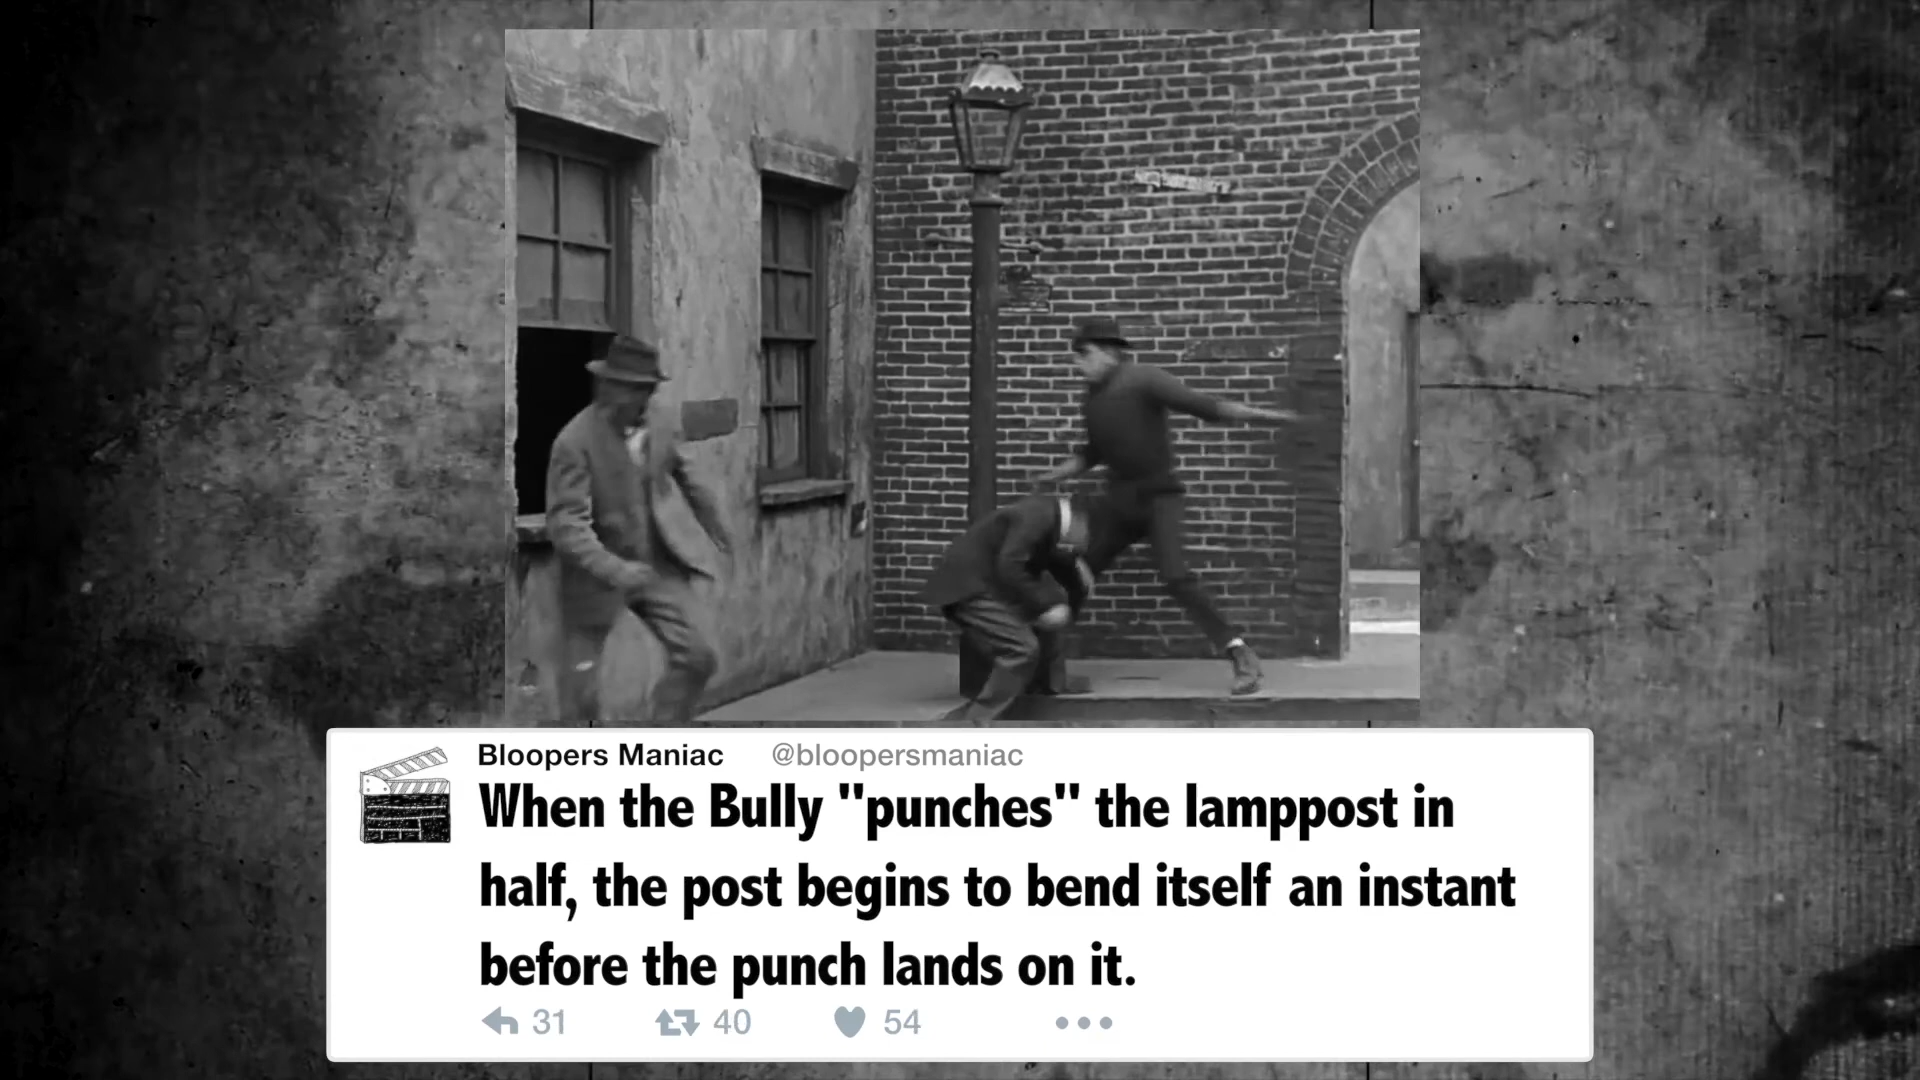 Bloopers Maniac @bloopersmaniac
When the Bully "punches" the lamppost in
half, the post begins to bend itself an instant
before the punch lands on it.
31 40 54